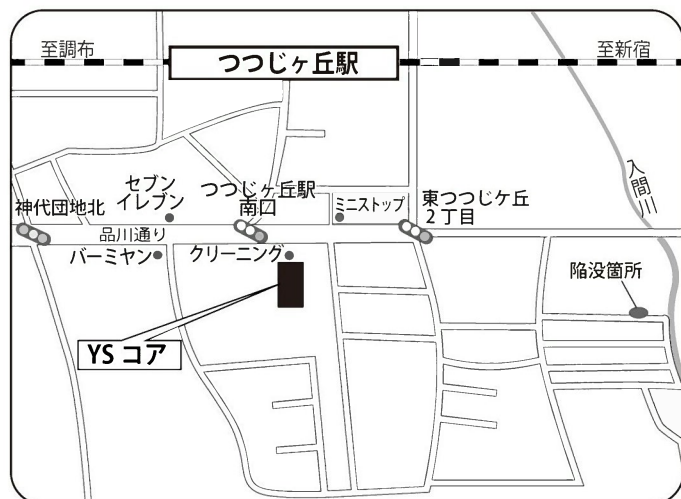 至調布
つつじヶ丘駅
至新宿
入間川
セブン
イレブン
つつじヶ丘駅
南口
ミニストップ
東つつじケ丘
2丁目
神代団地北
品川通り
バーミヤン
クリーニング
陥没箇所
YSコア